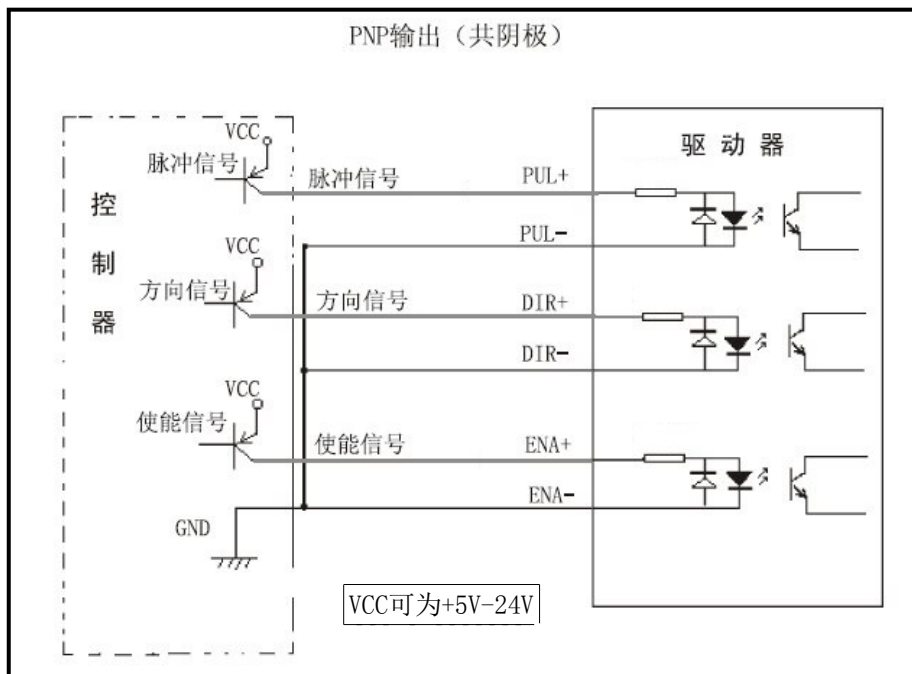 PNP输出（共阴极）
控制器
驱动器
VCC
脉冲信号
脉冲信号
PUL+
PUL-
VCC
方向信号
方向信号
DIR+
DIR-
VCC
使能信号
使能信号
ENA+
ENA-
GND
VCC可为+5V-24V